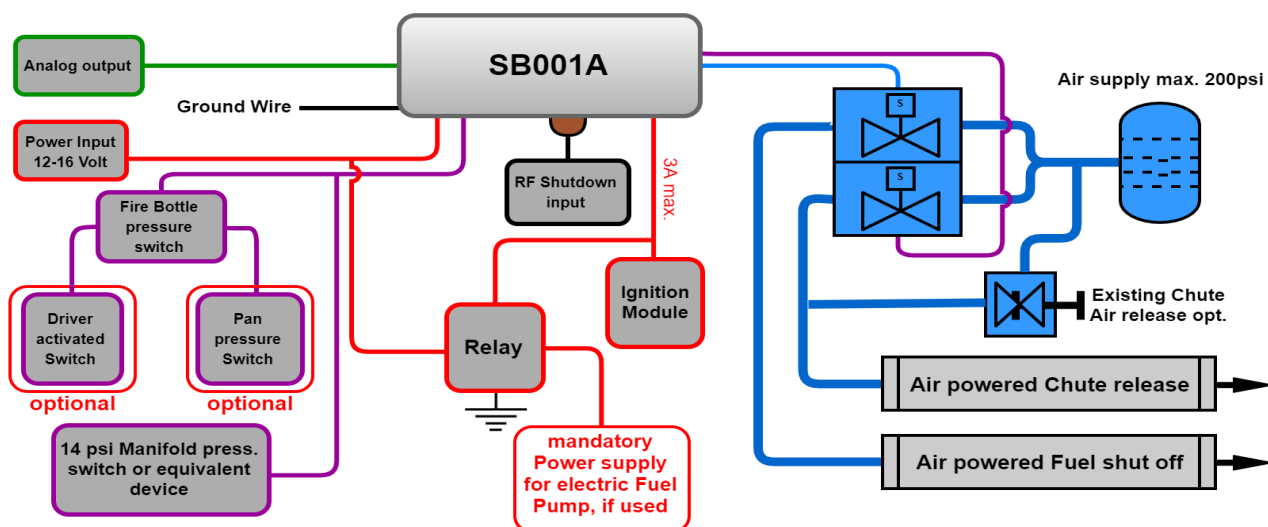 SB001A
Analog output
Ground Wire
Power Input
12-16 Volt
RF Shutdown
input
3A max.
Fire Bottle
pressure
switch
Driver
activated
Switch
optional
Pan
pressure
Switch
optional
14 psi Manifold press.
switch or equivalent
device
Relay
Ignition
Module
mandatory
Power supply
for electric Fuel
Pump, if used
S
S
Air supply max. 200psi
Existing Chute
Air release opt.
Air powered Chute release
Air powered Fuel shut off